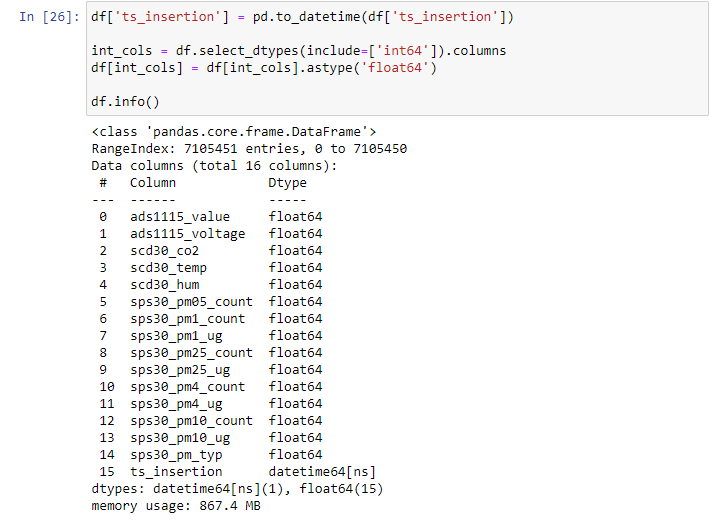 In [26]: df['ts_insertion'] = pd.to_datetime(df['ts_insertion'])
int_cols = df.select_dtypes(include=['int64']).columns
df[int_cols] = df[int_cols].astype('float64')
df.info()
<class 'pandas.core.frame.DataFrame'>
RangeIndex: 7105451 entries, 0 to 7105450
Data columns (total 16 columns):
 #   Column            Dtype
---  ------            -----
 0   ads1115_value     float64
 1   ads1115_voltage   float64
 2   scd30_co2         float64
 3   scd30_temp        float64
 4   scd30_hum         float64
 5   sps30_pm05_count  float64
 6   sps30_pm1_count   float64
 7   sps30_pm1_ug      float64
 8   sps30_pm25_count  float64
 9   sps30_pm25_ug     float64
 10  sps30_pm4_count   float64
 11  sps30_pm4_ug      float64
 12  sps30_pm10_count  float64
 13  sps30_pm10_ug     float64
 14  sps30_pm_typ      float64
 15  ts_insertion      datetime64[ns]
dtypes: datetime64[ns](1), float64(15)
memory usage: 867.4 MB